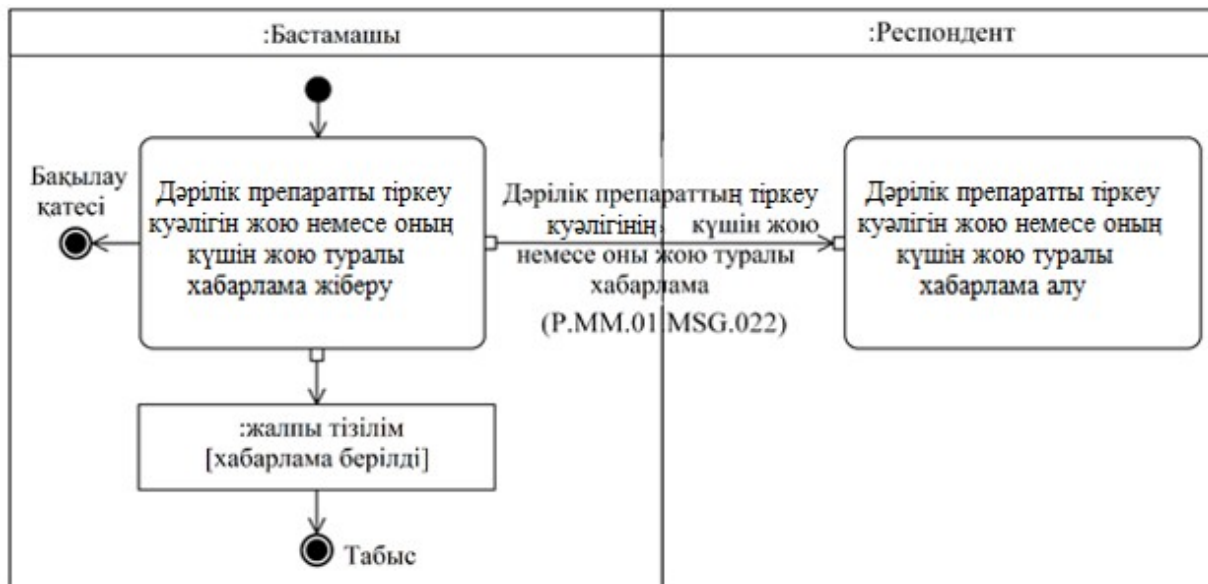 :Бастамашы
:Респондент
Бақылау
қатесі
Дәрілік препаратты тіркеу
куәлігін жою немесе оның
күшін жою туралы
хабарлама жіберу
Дәрілік препараттың тіркеу
куәлігінің күшін жою
немесе оны жою туралы
хабарлама
(P.MM.01.MSG.022)
Дәрілік препаратты тіркеу
куәлігін жою немесе оның
күшін жою туралы
хабарлама алу
:жалпы тізілім
[хабарлама берілді]
Табыс